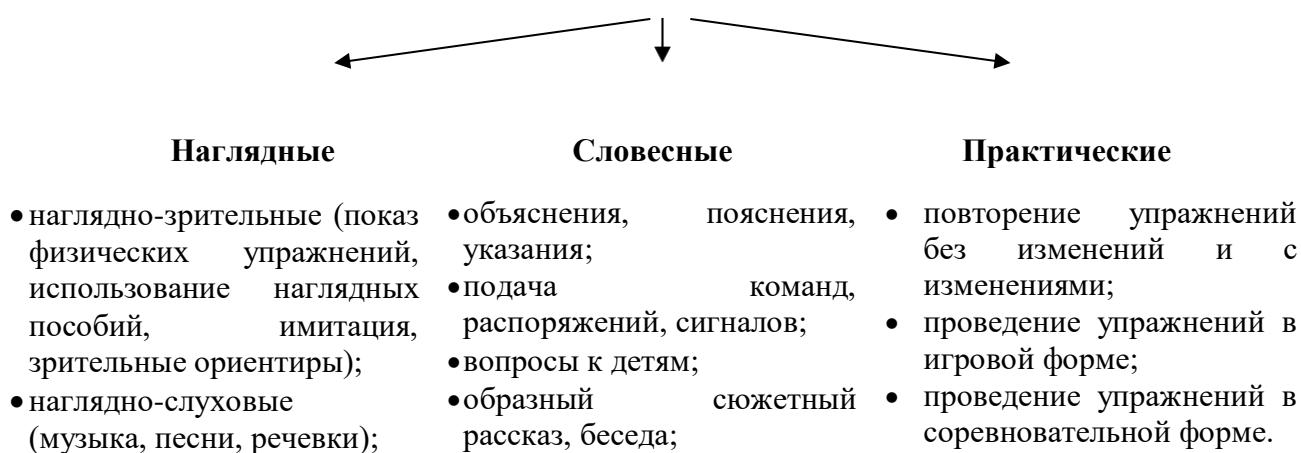 Наглядные
• наглядно-зрительные (показ
физических упражнений,
использование наглядных
пособий, имитация,
зрительные ориентиры);
• наглядно-слуховые
(музыка, песни, речевки);
Словесные
• объяснения, пояснения,
указания;
• подача команд,
распоряжений, сигналов;
• вопросы к детям;
• образный сюжетный
рассказ, беседа;
Практические
• повторение упражнений
без изменений и с
изменениями;
• проведение упражнений в
игровой форме;
• проведение упражнений в
соревновательной форме.